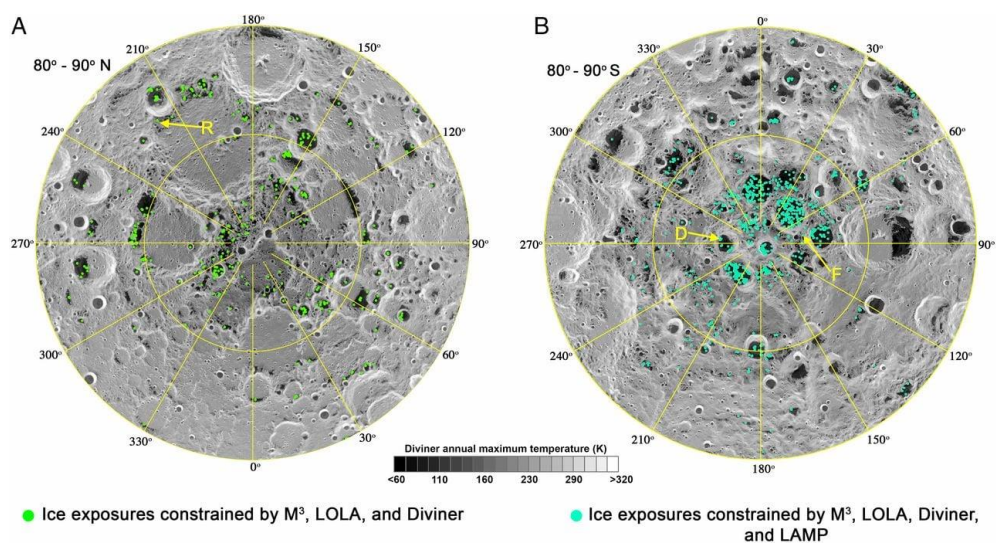 A
180°
210°
150°
80° - 90° N
R
240°
120°
270°
90°
300°
60°
330°
30°
0°
B
0°
330°
30°
80° - 90° S
300°
60°
D
270°
90°
F
240°
120°
210°
150°
180°
Diviner annual maximum temperature (K)
<60 110 160 230 290 >320
Ice exposures constrained by M³, LOLA, and Diviner
Ice exposures constrained by M³, LOLA, Diviner,
and LAMP